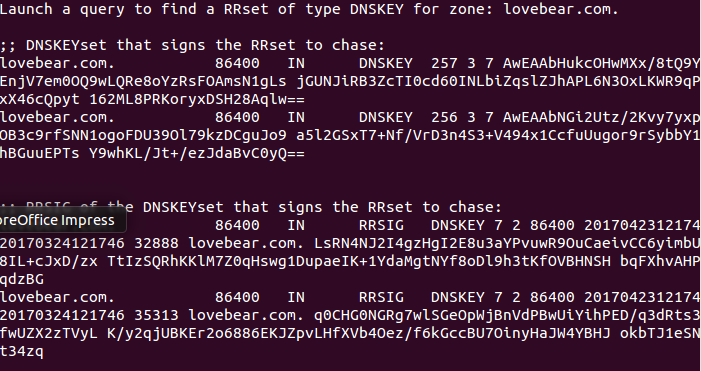 Launch a query to find a RRset of type DNSKEY for zone: lovebear.com.
;; DNSKEYset that signs the RRset to chase:
lovebear.com. 86400 IN DNSKEY 257 3 7 AwEAAbHukcOHwMXx/8tQ9Y
EnjV7em0OQ9wLQRe8oYzRsFOAmsN1gLs jGUNJiRB3ZcTI0cd60INLbiZqslZJhAPL6N3OxLKWR9qP
xX46cQpyt 162ML8PRKoryxDSH28Aqlw==
lovebear.com. 86400 IN DNSKEY 256 3 7 AwEAAbNGi2Utz/2Kvy7yxp
OB3c9rfSNN1ogoFDU39Ol79kzDCguJo9 a5l2GSxT7+Nf/VrD3n4S3+V494x1CcfuUugor9rSybbY1
hBGuuEPTs Y9whKL/Jt+/ezJdaBvC0yQ==
;; RRSIG of the DNSKEYset that signs the RRset to chase:
oreOffice Impress
86400 IN RRSIG DNSKEY 7 2 86400 2017042312174
20170324121746 32888 lovebear.com. LsRN4NJ2I4gzHgI2E8u3aYPvuwR9OuCaeivCC6yimbU
8IL+cJxD/zx TtIzSQRhKKlM7Z0qHswg1DupaeIK+1YdaMgtNYf8oDl9h3tKfOVBHNSH bqFXhvAHP
qdzBG
lovebear.com. 86400 IN RRSIG DNSKEY 7 2 86400 2017042312174
20170324121746 35313 lovebear.com. q0CHG0NGRg7wlSGeOpWjBnVdPBwUiYihPED/q3dRts3
fwUZX2zTVyL K/y2qjUBKEr2o6886EKJZpvLHfXVb4Oez/f6kGccBU7OinyHaJW4YBHJ okbTJ1eSN
t34zq